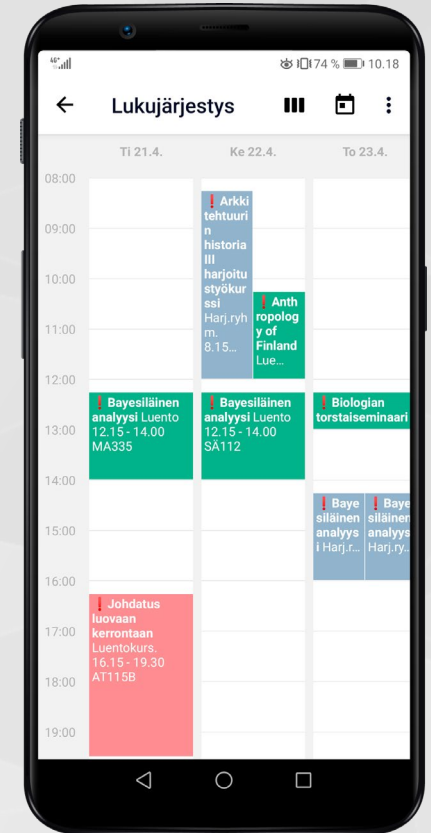 4G+
74 % 10.18
Lukujärjestys
Ti 21.4.
Ke 22.4.
To 23.4.
08:00
09:00
10:00
11:00
12:00
13:00
14:00
15:00
16:00
17:00
18:00
19:00
❗ Arkki
tehtuuri
n
historia
III
harjoitu
styökur
ssi
Harj.ryh
m.
8.15...
❗ Anth
ropolog
y of
Finland
Lue...
❗ Bayesiläinen
analyysi Luento
12.15 - 14.00
MA335
❗ Bayesiläinen
analyysi Luento
12.15 - 14.00
SÄ112
❗ Biologian
torstaiseminaari
❗ Baye
siläinen
analyys
i Harj.r...
❗ Baye
siläinen
analyys
Harj.ry..
❗ Johdatus
luovaan
kerrontaan
Luentokurs.
16.15 - 19.30
AT115B